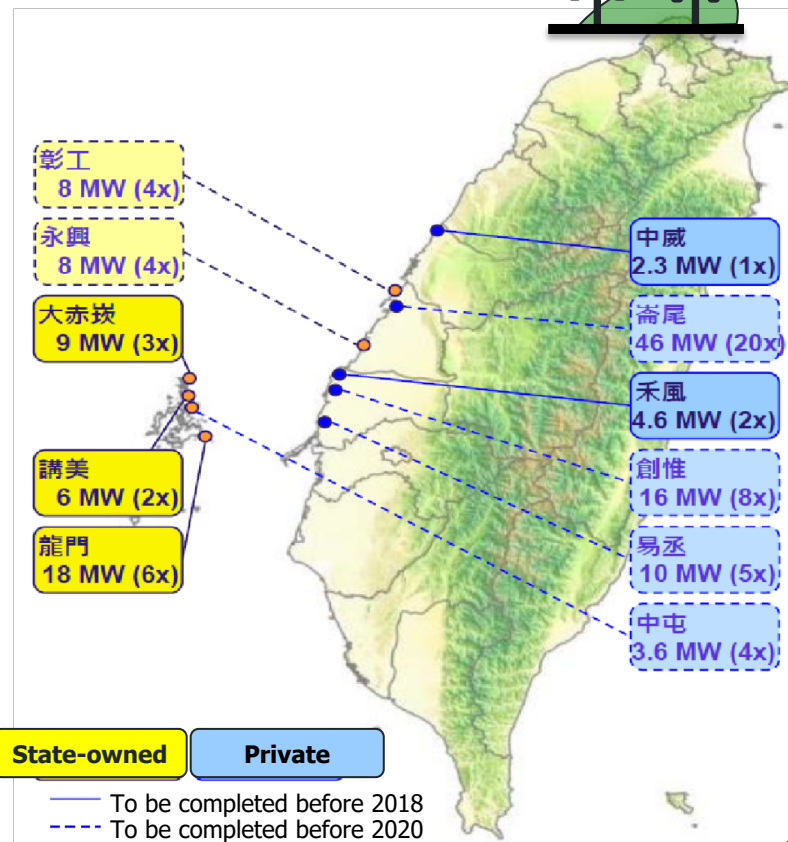 彰工
8 MW (4x)
永興
8 MW (4x)
大赤崁
9 MW (3x)
講美
6 MW (2x)
龍門
18 MW (6x)
中威
2.3 MW (1x)
崙尾
46 MW (20x)
禾風
4.6 MW (2x)
創惟
16 MW (8x)
易丞
10 MW (5x)
中屯
3.6 MW (4x)
State-owned
Private
To be completed before 2018
To be completed before 2020